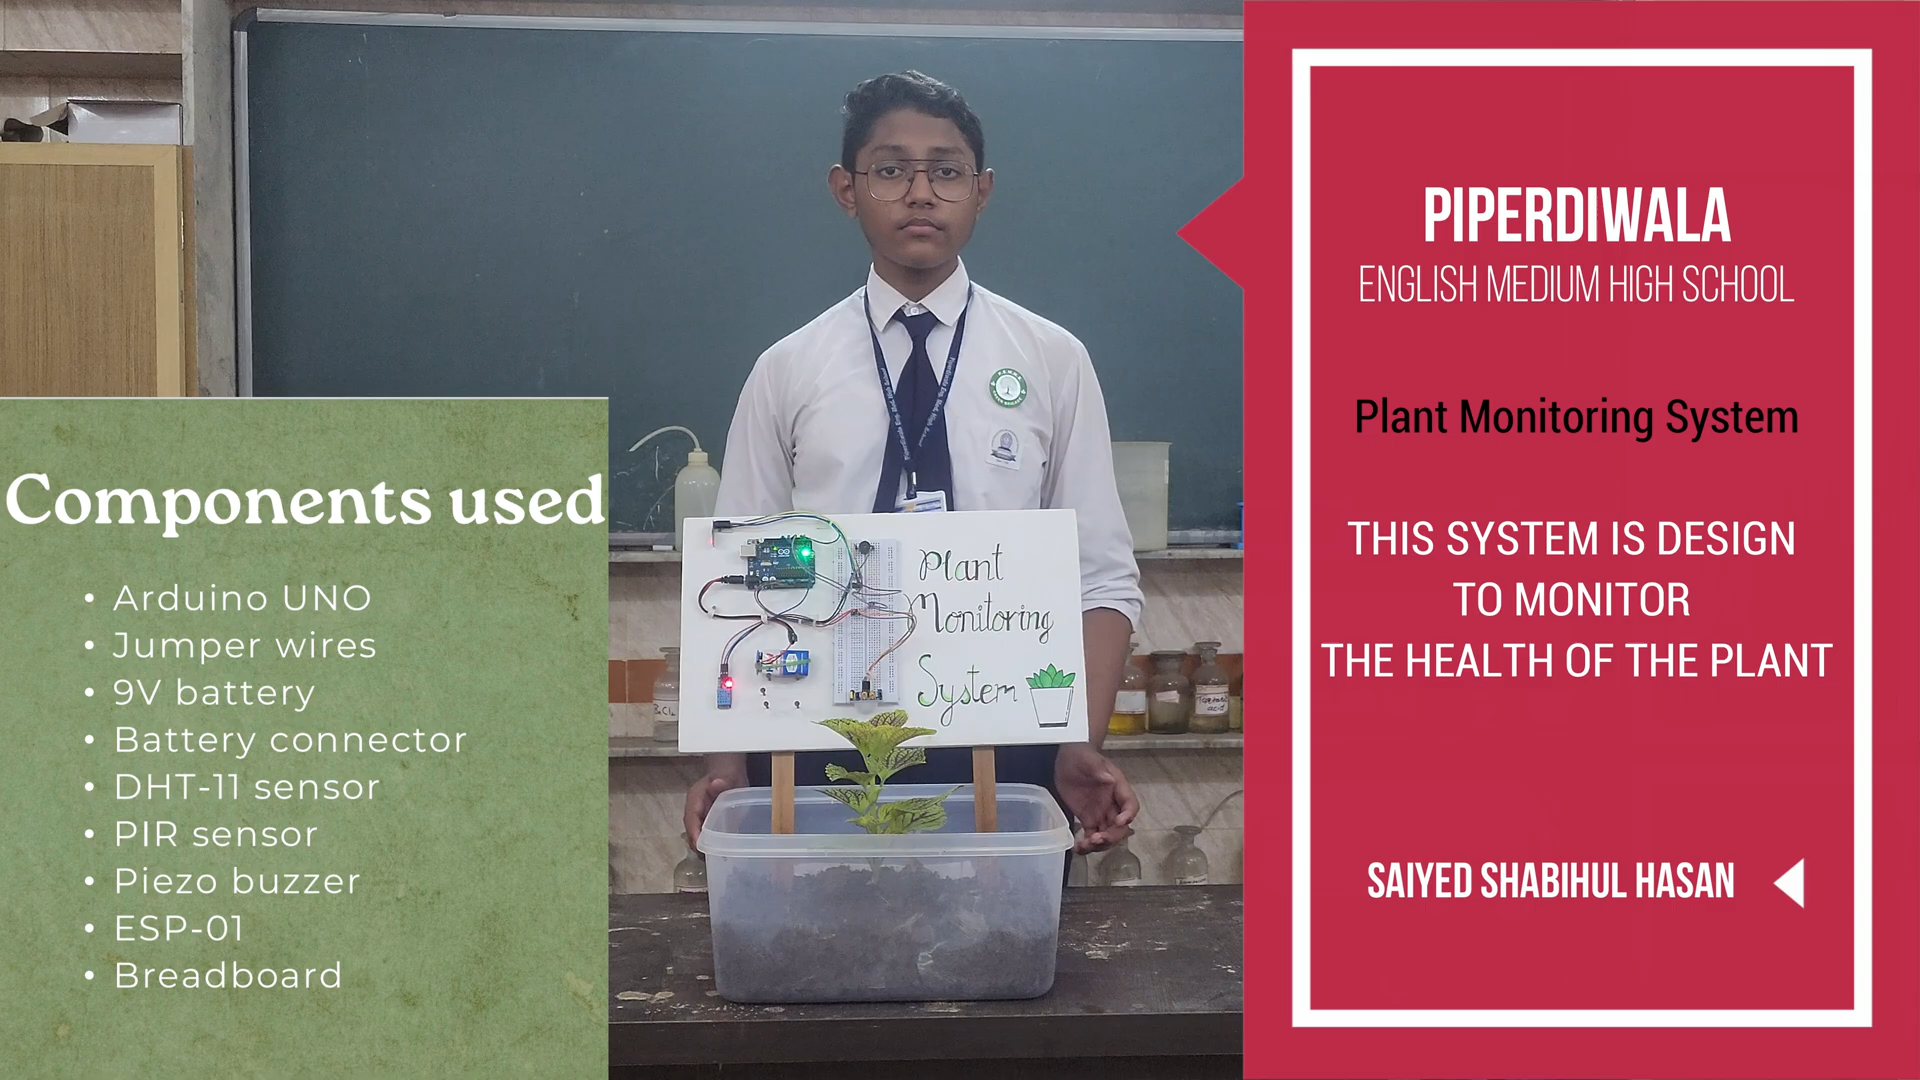 Components used
• Arduino UNO
• Jumper wires
• 9V battery
• Battery connector
• DHT-11 sensor
• PIR sensor
• Piezo buzzer
• ESP-01
• Breadboard
Plant
Monitoring
System
PIPERDIWALA
ENGLISH MEDIUM HIGH SCHOOL
Plant Monitoring System
THIS SYSTEM IS DESIGN
TO MONITOR
THE HEALTH OF THE PLANT
SAIYED SHABIHUL HASAN